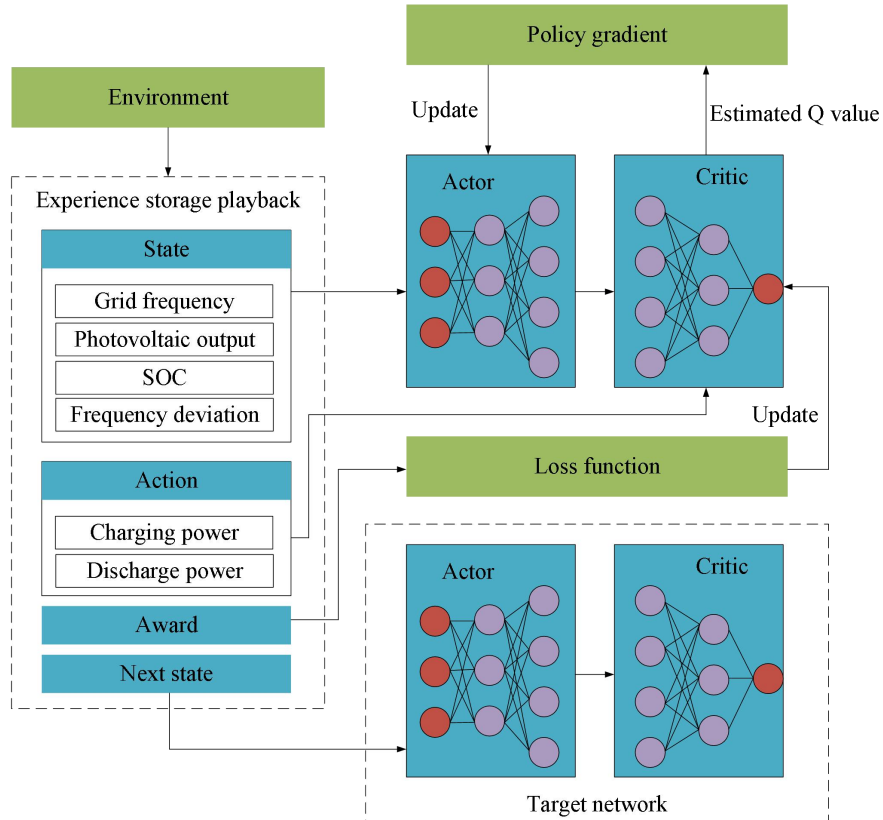 Policy gradient
Environment
Update
Estimated Q value
Experience storage playback
State
Grid frequency
Photovoltaic output
SOC
Frequency deviation
Actor
Critic
Update
Loss function
Action
Charging power
Discharge power
Award
Next state
Actor
Critic
Target network